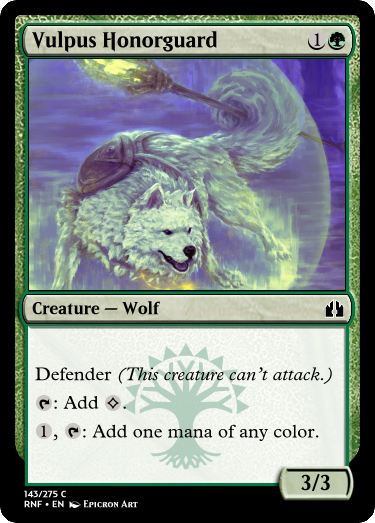 Vulpus Honorguard 1
Creature — Wolf
Defender (This creature can't attack.)
: Add .
1, : Add one mana of any color.
3/3
143/275 C
RNF • EN Epicron Art